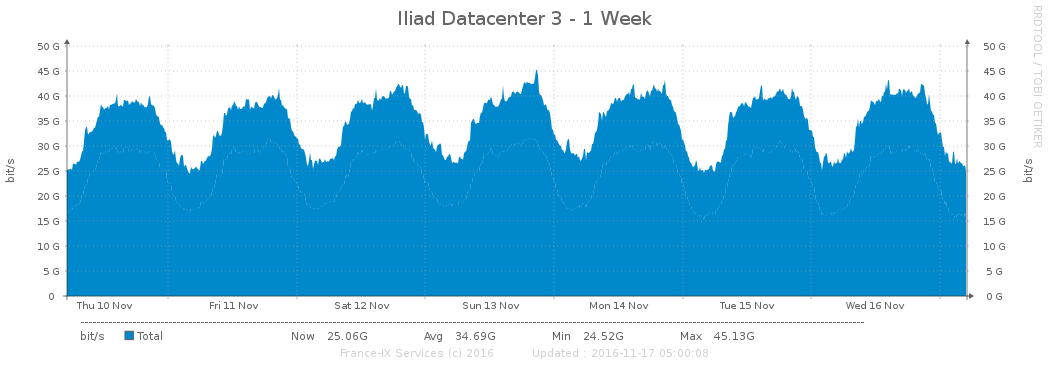 Iliad Datacenter 3 - 1 Week
RRDTOOL / TOBI OETIKER
50 G 50 G
45 G 45 G
40 G 40 G
35 G 35 G
30 G 30 G
25 G 25 G
20 G 20 G
15 G 15 G
10 G 10 G
5 G 5 G
0 0 G
bit/s bit/s
Thu 10 Nov Fri 11 Nov Sat 12 Nov Sun 13 Nov Mon 14 Nov Tue 15 Nov Wed 16 Nov
bit/s Total Now 25.06G Avg 34.69G Min 24.52G Max 45.13G
France-IX Services (c) 2016 Updated : 2016-11-17 05:00:08